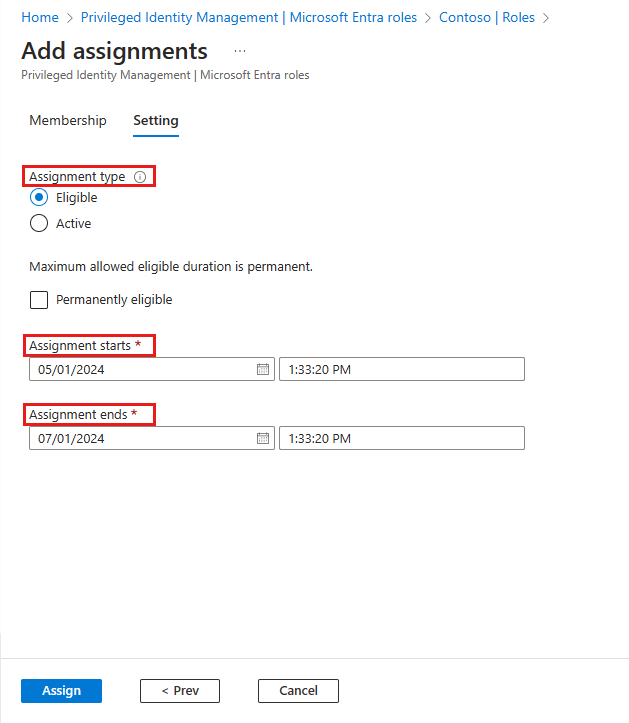 Home > Privileged Identity Management | Microsoft Entra roles > Contoso | Roles >
Add assignments ...
Privileged Identity Management | Microsoft Entra roles
Membership Setting
Assignment type
Eligible
Active
Maximum allowed eligible duration is permanent.
Permanently eligible
Assignment starts *
05/01/2024 1:33:20 PM
Assignment ends *
07/01/2024 1:33:20 PM
Assign < Prev Cancel